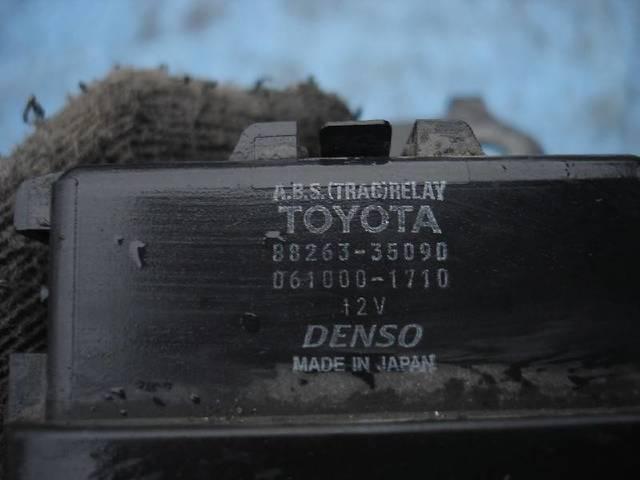 A.B.S.(TRAC)RELAY
TOYOTA
88263-35090
061000-1710
12V
DENSO
MADE IN JAPAN